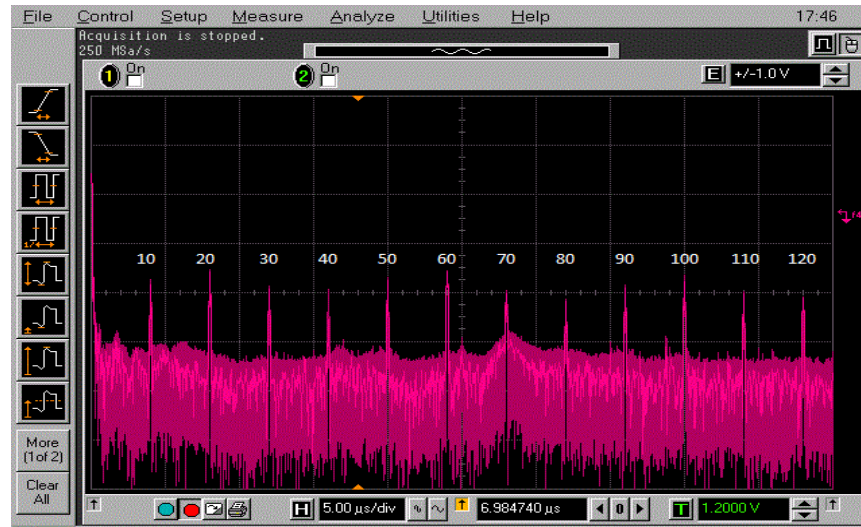 File Control Setup Measure Analyze Utilities Help 17:46
Acquisition is stopped.
250 MSa/s
1 On 2 On E +/-1.0 V
10 20 30 40 50 60 70 80 90 100 110 120
More
(1of 2)
Clear
All
H 5.00 µs/div 6.984740 µs 0 T 1.2000 V